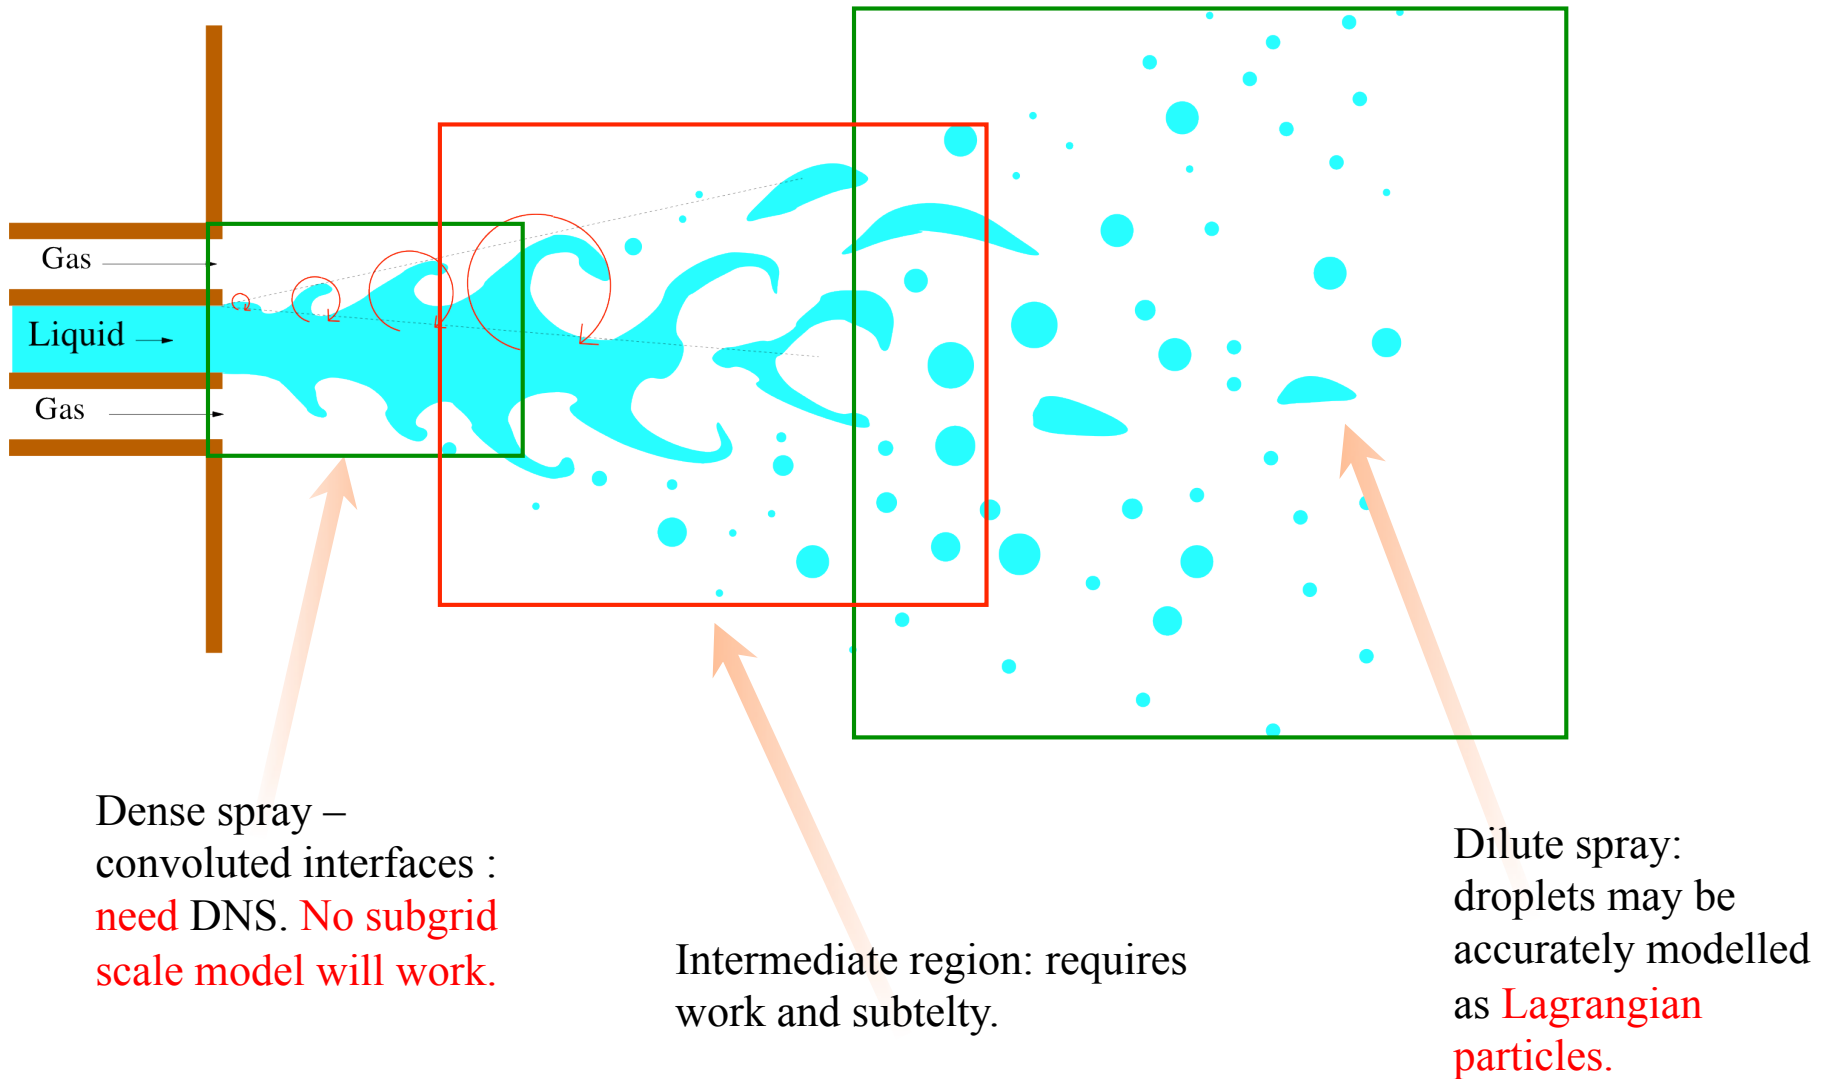 Gas
Liquid
Gas
Dense spray –
convoluted interfaces :
need DNS. No subgrid
scale model will work.
Intermediate region: requires
work and subtelty.
Dilute spray:
droplets may be
accurately modelled
as Lagrangian
particles.